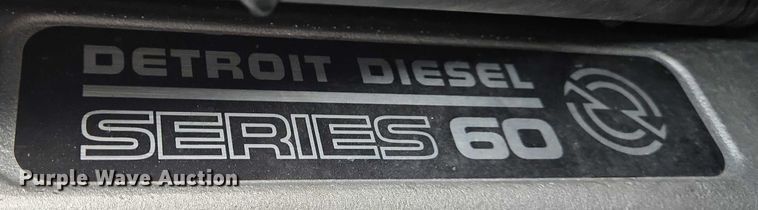 DETROIT DIESEL
SERIES 60
Purple Wave Auction